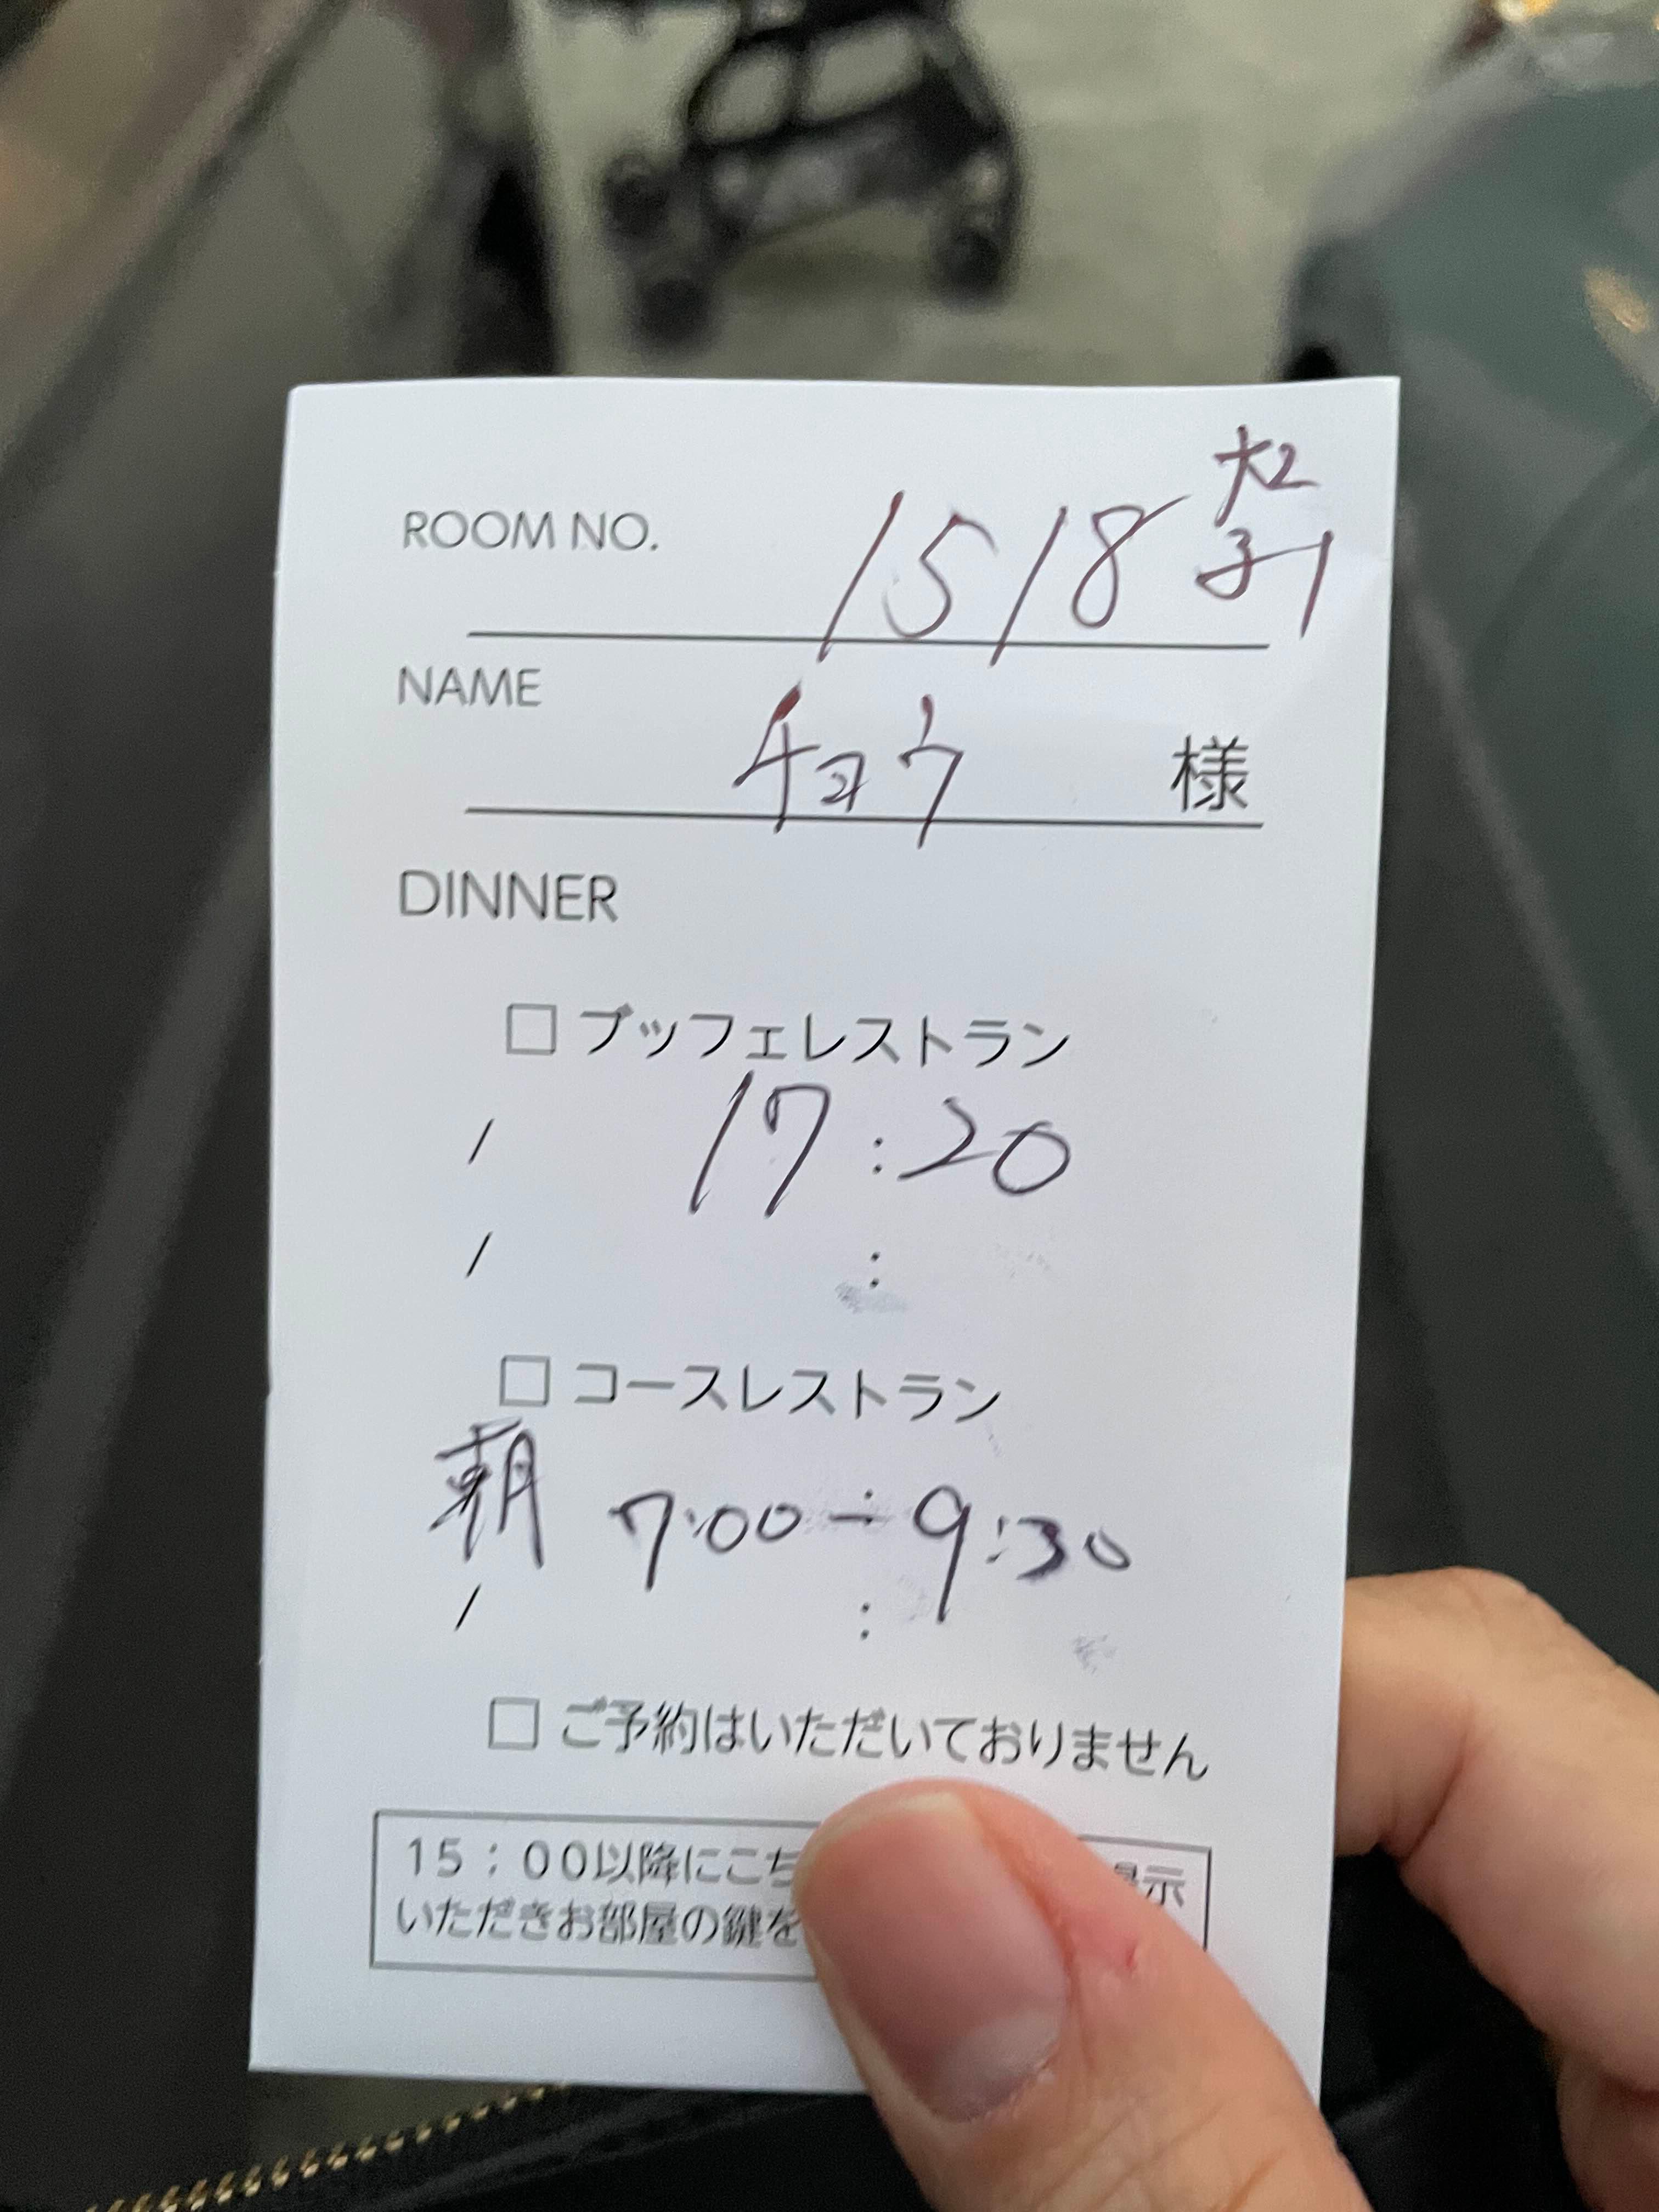 大2
ROOM NO. 1518 子1
NAME
チョウ 様
DINNER
□ ブッフェレストラン
/ 17:20
/ :
□ コースレストラン
朝 7:00-9:30
/ :
□ ご予約はいただいておりません
15:00以降にこち 示
いただきお部屋の鍵を